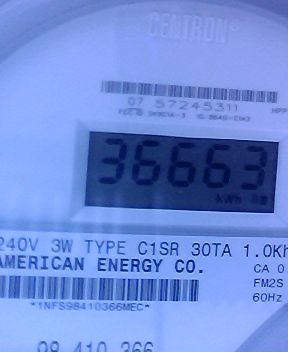 CENTRON®
07 57245311
36663
kWh
240V 3W TYPE C1SR 30TA 1.0Kh
AMERICAN ENERGY CO.
CA 0.
FM2S
60Hz
*1NFS98410366MEC*
98 410 366